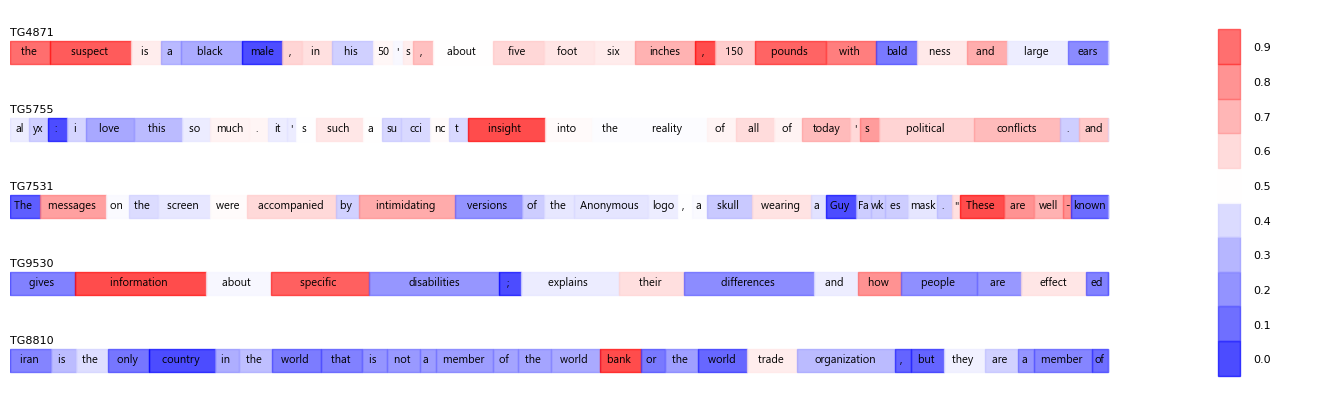 TG4871
the suspect is a black male , in his 50 ' s , about five foot six inches , 150 pounds with bald ness and large ears
TG5755
al yx : i love this so much . it ' s such a su cci nc t insight into the reality of all of today ' s political conflicts . and
TG7531
The messages on the screen were accompanied by intimidating versions of the Anonymous logo , a skull wearing a Guy Fa wk es mask . " These are well - known
TG9530
gives information about specific disabilities ; explains their differences and how people are effect ed
TG8810
iran is the only country in the world that is not a member of the world bank or the world trade organization , but they are a member of
0.9
0.8
0.7
0.6
0.5
0.4
0.3
0.2
0.1
0.0